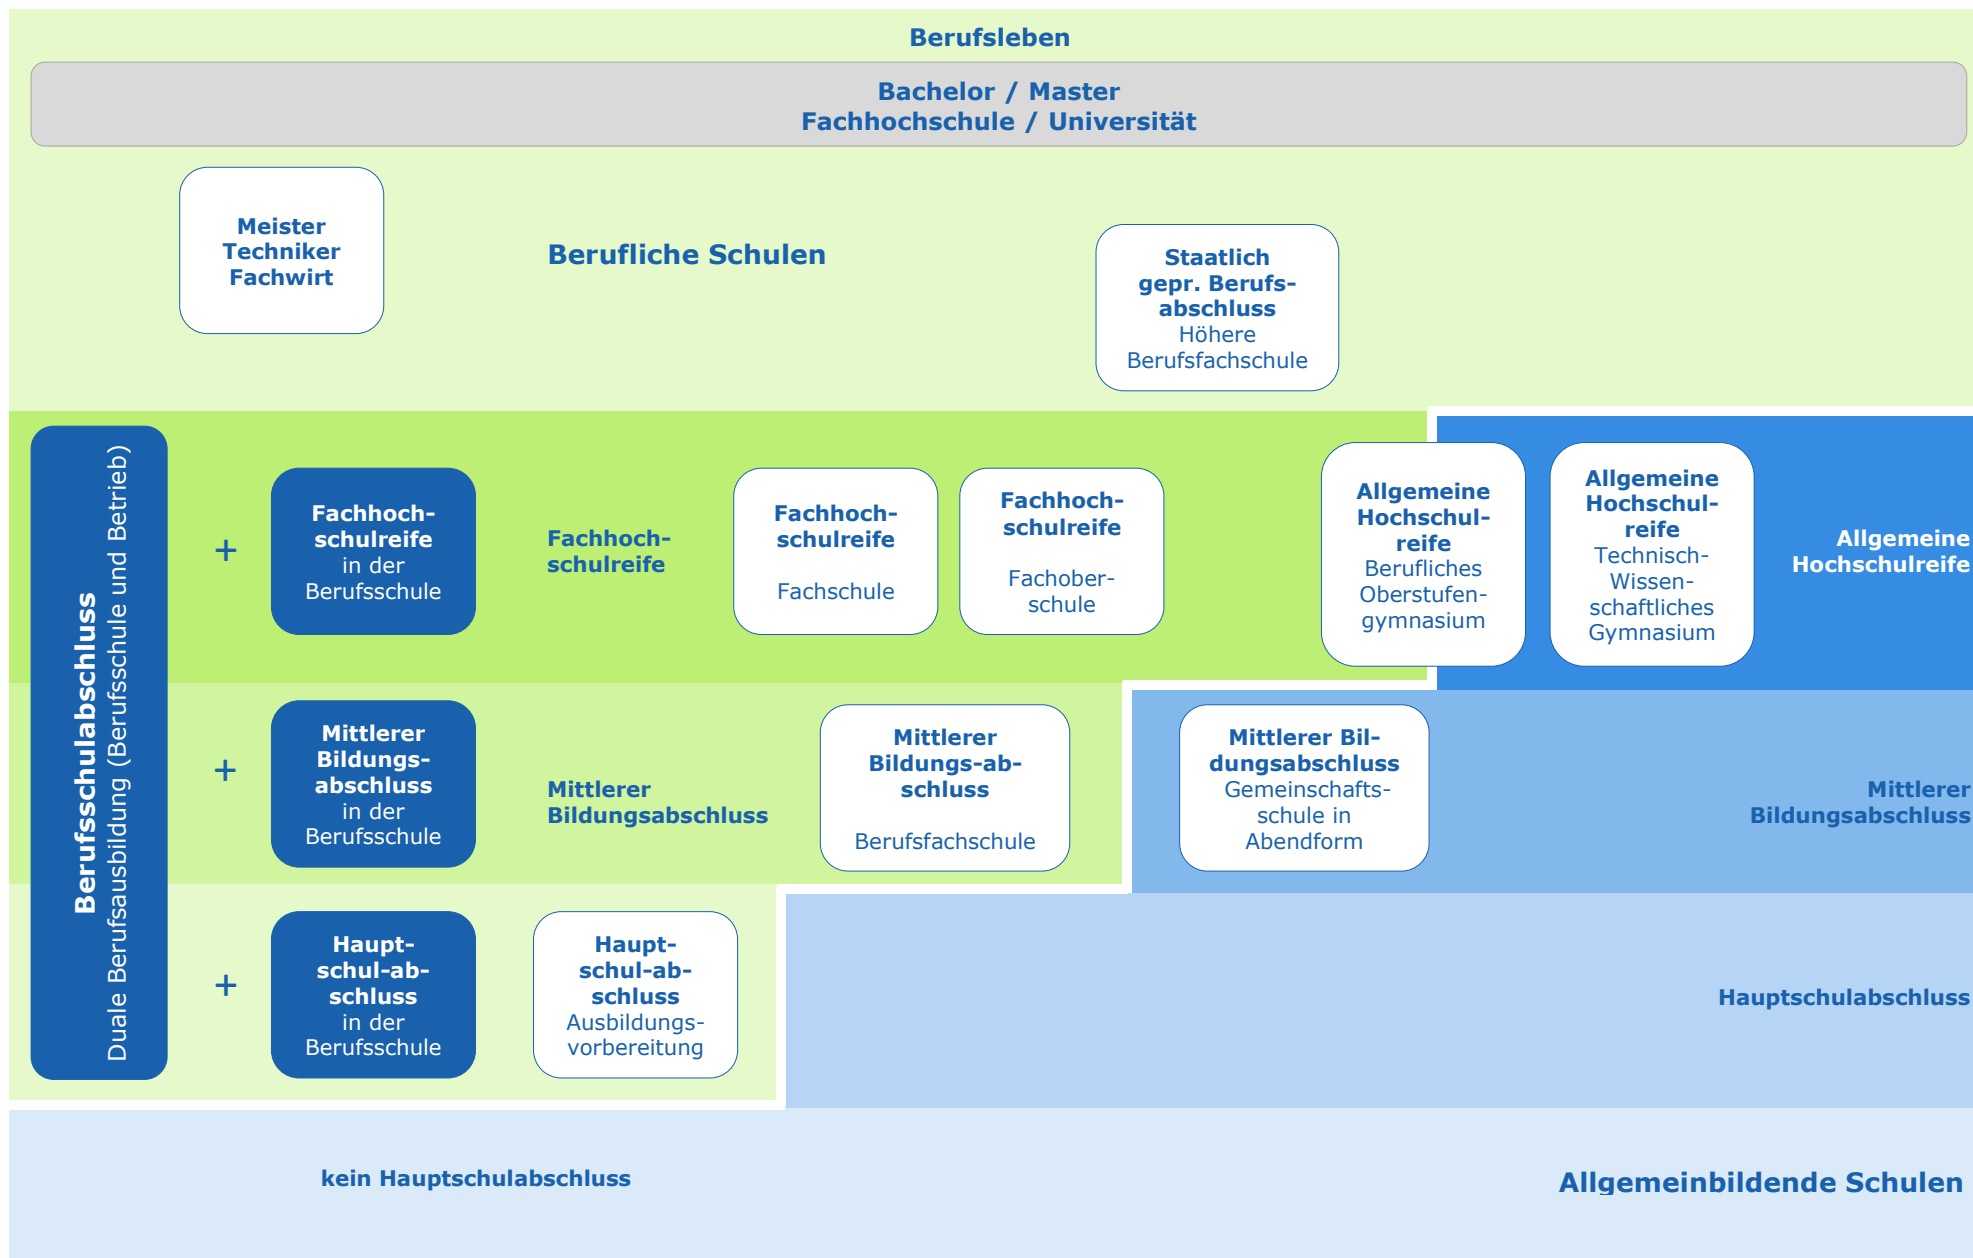 Berufsleben
Bachelor / Master
Fachhochschule / Universität
Meister
Techniker
Fachwirt
Berufliche Schulen
Staatlich
gepr. Berufs-
abschluss
Höhere
Berufsfachschule
Berufsschulabschluss
Duale Berufsausbildung (Berufsschule und Betrieb)
+
Fachhoch-
schulreife
in der
Berufsschule
Fachhoch-
schulreife
Fachhoch-
schulreife
Fachschule
Fachhoch-
schulreife
Fachober-
schule
Allgemeine
Hochschul-
reife
Berufliches
Oberstufen-
gymnasium
Allgemeine
Hochschul-
reife
Technisch-
Wissen-
schaftliches
Gymnasium
Allgemeine
Hochschulreife
+
Mittlerer
Bildungs-
abschluss
in der
Berufsschule
Mittlerer
Bildungsabschluss
Mittlerer
Bildungs-ab-
schluss
Berufsfachschule
Mittlerer Bil-
dungsabschluss
Gemeinschafts-
schule in
Abendform
Mittlerer
Bildungsabschluss
+
Haupt-
schul-ab-
schluss
in der
Berufsschule
Haupt-
schul-ab-
schluss
Ausbildungs-
vorbereitung
Hauptschulabschluss
kein Hauptschulabschluss
Allgemeinbildende Schulen